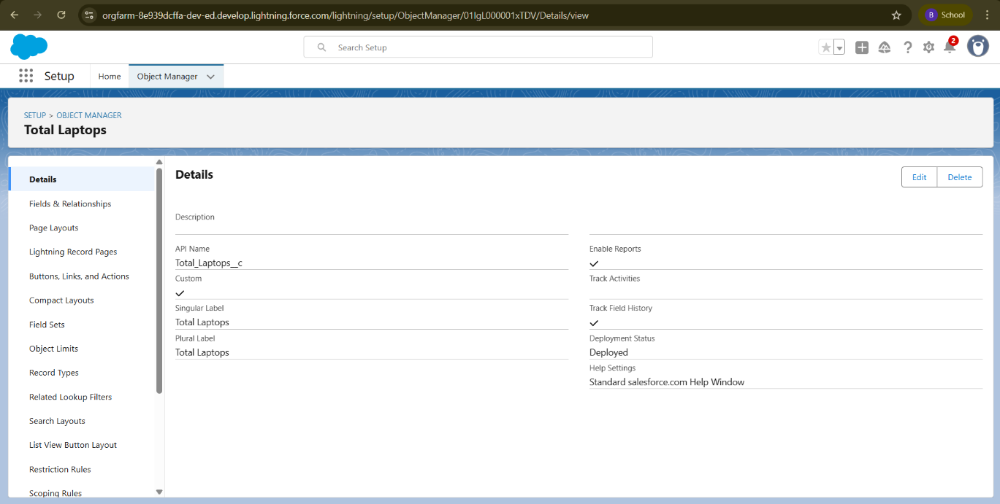 orgfarm-8e939dcffa-dev-ed.develop.lightning.force.com/lightning/setup/ObjectManager/01IgL000001xTDV/Details/view
B School
Search Setup
2
Setup Home Object Manager
SETUP > OBJECT MANAGER
Total Laptops
Details
Fields & Relationships
Page Layouts
Lightning Record Pages
Buttons, Links, and Actions
Compact Layouts
Field Sets
Object Limits
Record Types
Related Lookup Filters
Search Layouts
List View Button Layout
Restriction Rules
Scoping Rules
Details
Edit Delete
Description
API Name
Total_Laptops__c
Custom
Singular Label
Total Laptops
Plural Label
Total Laptops
Enable Reports
Track Activities
Track Field History
Deployment Status
Deployed
Help Settings
Standard salesforce.com Help Window